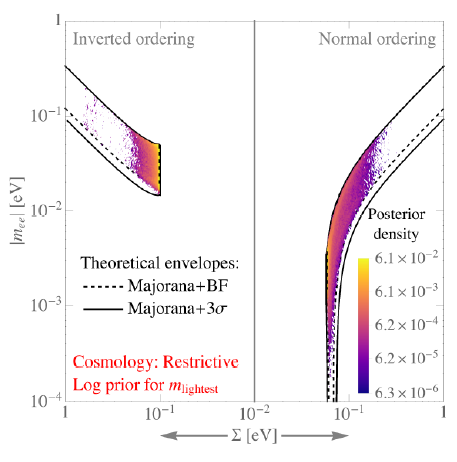 Inverted ordering
Normal ordering
1
10⁻¹
10⁻²
10⁻³
10⁻⁴
|mₑₑ| [eV]
Theoretical envelopes:
Majorana+BF
Majorana+3σ
Cosmology: Restrictive
Log prior for m_lightest
Posterior
density
6.1×10⁻²
6.1×10⁻³
6.2×10⁻⁴
6.2×10⁻⁵
6.3×10⁻⁶
1 10⁻¹ 10⁻² 10⁻¹ 1
Σ [eV]